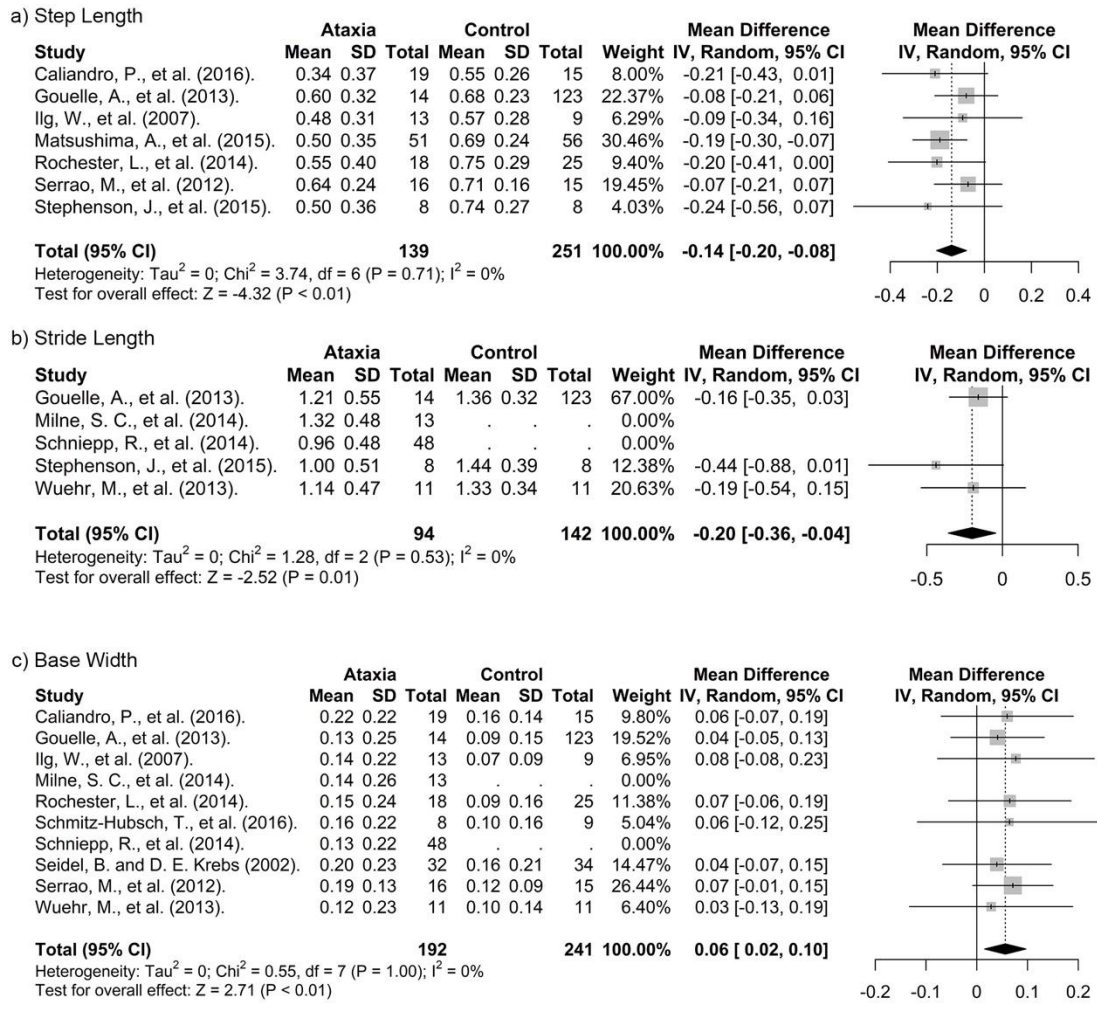 a) Step Length
Ataxia Control Mean Difference Mean Difference
Study Mean SD Total Mean SD Total Weight IV, Random, 95% CI IV, Random, 95% CI
Caliandro, P., et al. (2016). 0.34 0.37 19 0.55 0.26 15 8.00% -0.21 [-0.43, 0.01]
Gouelle, A., et al. (2013). 0.60 0.32 14 0.68 0.23 123 22.37% -0.08 [-0.21, 0.06]
Ilg, W., et al. (2007). 0.48 0.31 13 0.57 0.28 9 6.29% -0.09 [-0.34, 0.16]
Matsushima, A., et al. (2015). 0.50 0.35 51 0.69 0.24 56 30.46% -0.19 [-0.30, -0.07]
Rochester, L., et al. (2014). 0.55 0.40 18 0.75 0.29 25 9.40% -0.20 [-0.41, 0.00]
Serrao, M., et al. (2012). 0.64 0.24 16 0.71 0.16 15 19.45% -0.07 [-0.21, 0.07]
Stephenson, J., et al. (2015). 0.50 0.36 8 0.74 0.27 8 4.03% -0.24 [-0.56, 0.07]
Total (95% CI) 139 251 100.00% -0.14 [-0.20, -0.08]
Heterogeneity: Tau² = 0; Chi² = 3.74, df = 6 (P = 0.71); I² = 0%
Test for overall effect: Z = -4.32 (P < 0.01)
-0.4 -0.2 0 0.2 0.4
b) Stride Length
Ataxia Control Mean Difference Mean Difference
Study Mean SD Total Mean SD Total Weight IV, Random, 95% CI IV, Random, 95% CI
Gouelle, A., et al. (2013). 1.21 0.55 14 1.36 0.32 123 67.00% -0.16 [-0.35, 0.03]
Milne, S. C., et al. (2014). 1.32 0.48 13 . . . 0.00%
Schniepp, R., et al. (2014). 0.96 0.48 48 . . . 0.00%
Stephenson, J., et al. (2015). 1.00 0.51 8 1.44 0.39 8 12.38% -0.44 [-0.88, 0.01]
Wuehr, M., et al. (2013). 1.14 0.47 11 1.33 0.34 11 20.63% -0.19 [-0.54, 0.15]
Total (95% CI) 94 142 100.00% -0.20 [-0.36, -0.04]
Heterogeneity: Tau² = 0; Chi² = 1.28, df = 2 (P = 0.53); I² = 0%
Test for overall effect: Z = -2.52 (P = 0.01)
-0.5 0 0.5
c) Base Width
Ataxia Control Mean Difference Mean Difference
Study Mean SD Total Mean SD Total Weight IV, Random, 95% CI IV, Random, 95% CI
Caliandro, P., et al. (2016). 0.22 0.22 19 0.16 0.14 15 9.80% 0.06 [-0.07, 0.19]
Gouelle, A., et al. (2013). 0.13 0.25 14 0.09 0.15 123 19.52% 0.04 [-0.05, 0.13]
Ilg, W., et al. (2007). 0.14 0.22 13 0.07 0.09 9 6.95% 0.08 [-0.08, 0.23]
Milne, S. C., et al. (2014). 0.14 0.26 13 . . . 0.00%
Rochester, L., et al. (2014). 0.15 0.24 18 0.09 0.16 25 11.38% 0.07 [-0.06, 0.19]
Schmitz-Hubsch, T., et al. (2016). 0.16 0.22 8 0.10 0.16 9 5.04% 0.06 [-0.12, 0.25]
Schniepp, R., et al. (2014). 0.13 0.22 48 . . . 0.00%
Seidel, B. and D. E. Krebs (2002). 0.20 0.23 32 0.16 0.21 34 14.47% 0.04 [-0.07, 0.15]
Serrao, M., et al. (2012). 0.19 0.13 16 0.12 0.09 15 26.44% 0.07 [-0.01, 0.15]
Wuehr, M., et al. (2013). 0.12 0.23 11 0.10 0.14 11 6.40% 0.03 [-0.13, 0.19]
Total (95% CI) 192 241 100.00% 0.06 [ 0.02, 0.10]
Heterogeneity: Tau² = 0; Chi² = 0.55, df = 7 (P = 1.00); I² = 0%
Test for overall effect: Z = 2.71 (P < 0.01)
-0.2 -0.1 0 0.1 0.2